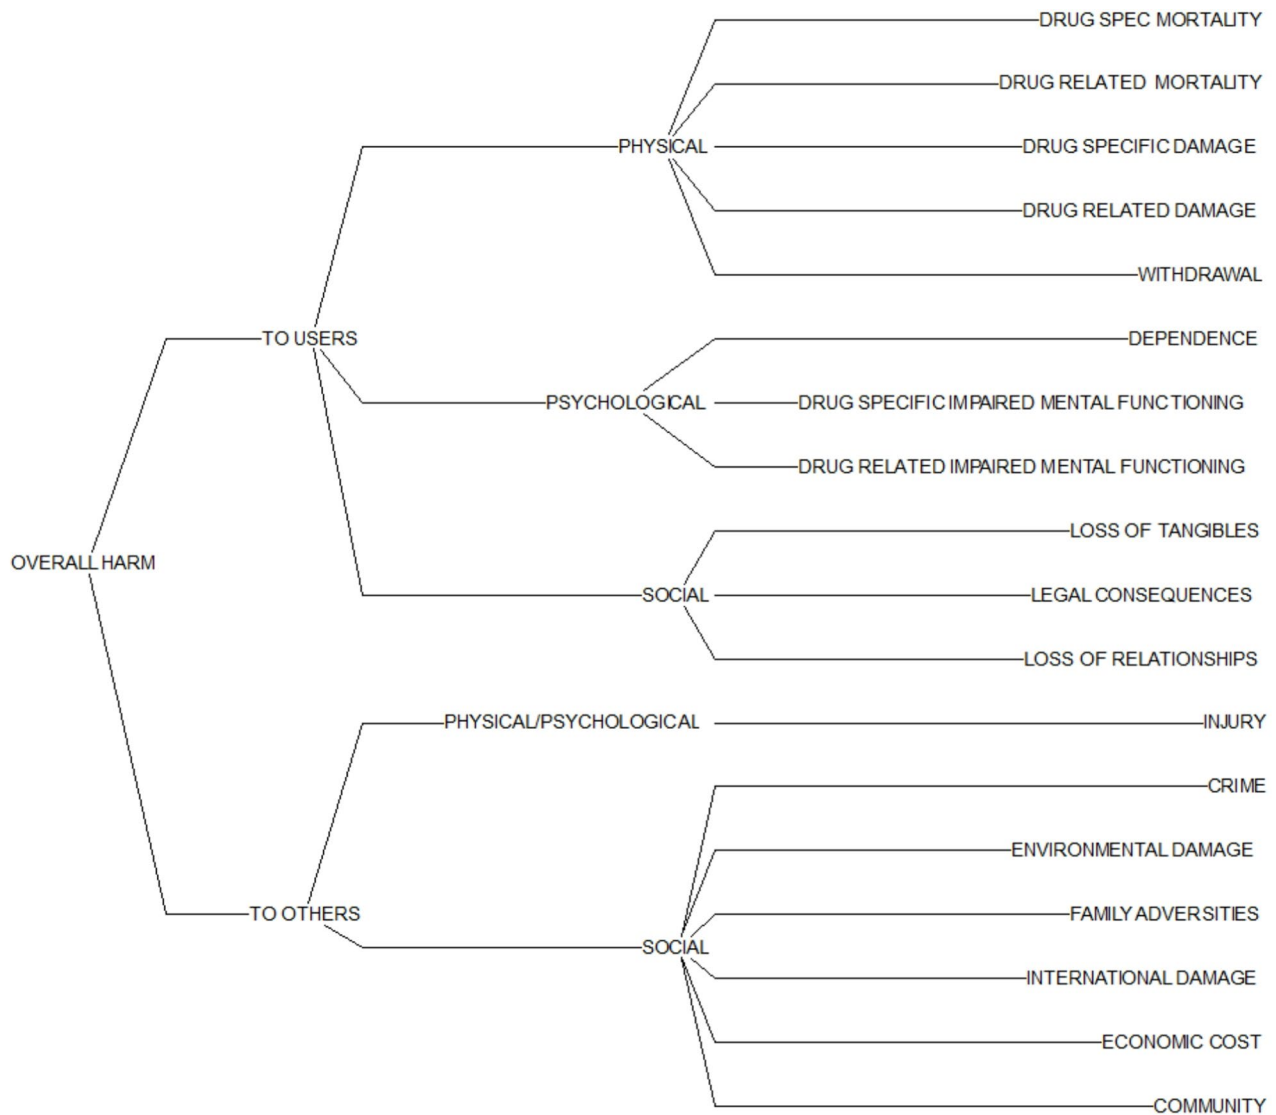 DRUG SPEC MORTALITY
DRUG RELATED MORTALITY
PHYSICAL
DRUG SPECIFIC DAMAGE
DRUG RELATED DAMAGE
WITHDRAWAL
TO USERS
DEPENDENCE
PSYCHOLOGICAL
DRUG SPECIFIC IMPAIRED MENTAL FUNCTIONING
DRUG RELATED IMPAIRED MENTAL FUNCTIONING
LOSS OF TANGIBLES
OVERALL HARM
SOCIAL
LEGAL CONSEQUENCES
LOSS OF RELATIONSHIPS
PHYSICAL/PSYCHOLOGICAL
INJURY
CRIME
ENVIRONMENTAL DAMAGE
TO OTHERS
FAMILY ADVERSITIES
SOCIAL
INTERNATIONAL DAMAGE
ECONOMIC COST
COMMUNITY